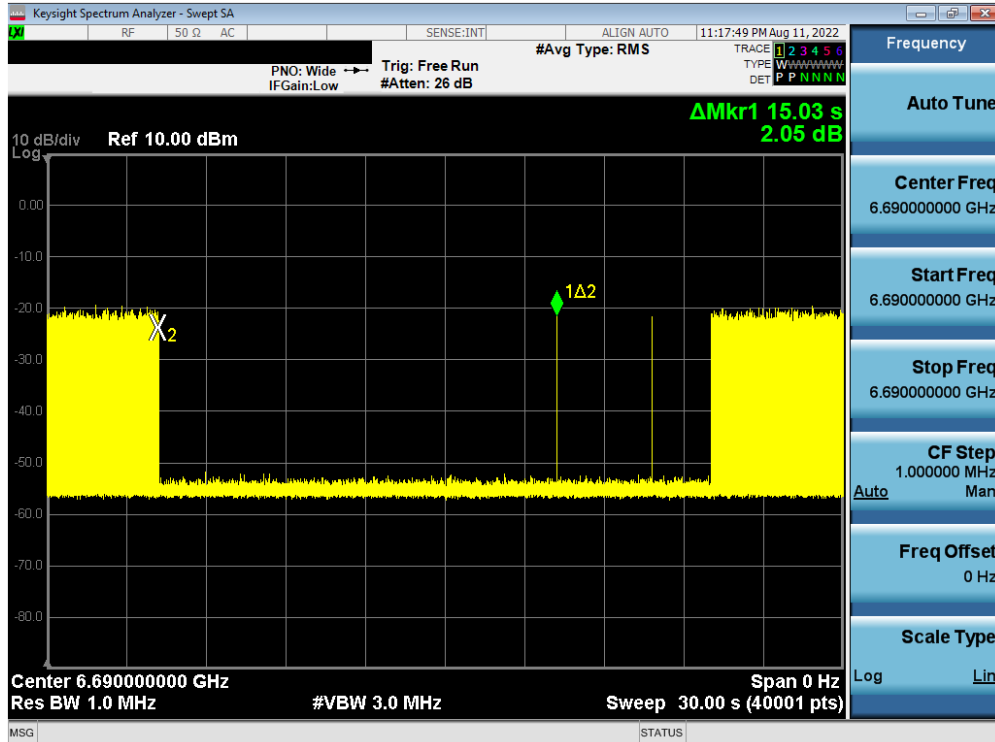 Keysight Spectrum Analyzer - Swept SA
LXI RF 50 Ω AC SENSE:INT ALIGN AUTO 11:17:49 PM Aug 11, 2022
#Avg Type: RMS TRACE 1 2 3 4 5 6
PNO: Wide Trig: Free Run TYPE WWWWWW
IFGain:Low #Atten: 26 dB DET P P N N N N
ΔMkr1 15.03 s
10 dB/div Ref 10.00 dBm 2.05 dB
Log
0.00
-10.0
-20.0
-30.0
-40.0
-50.0
-60.0
-70.0
-80.0
1Δ2
2
Center 6.690000000 GHz Span 0 Hz
Res BW 1.0 MHz #VBW 3.0 MHz Sweep 30.00 s (40001 pts)
MSG STATUS
Frequency
Auto Tune
Center Freq
6.690000000 GHz
Start Freq
6.690000000 GHz
Stop Freq
6.690000000 GHz
CF Step
1.000000 MHz
Auto Man
Freq Offset
0 Hz
Scale Type
Log Lin